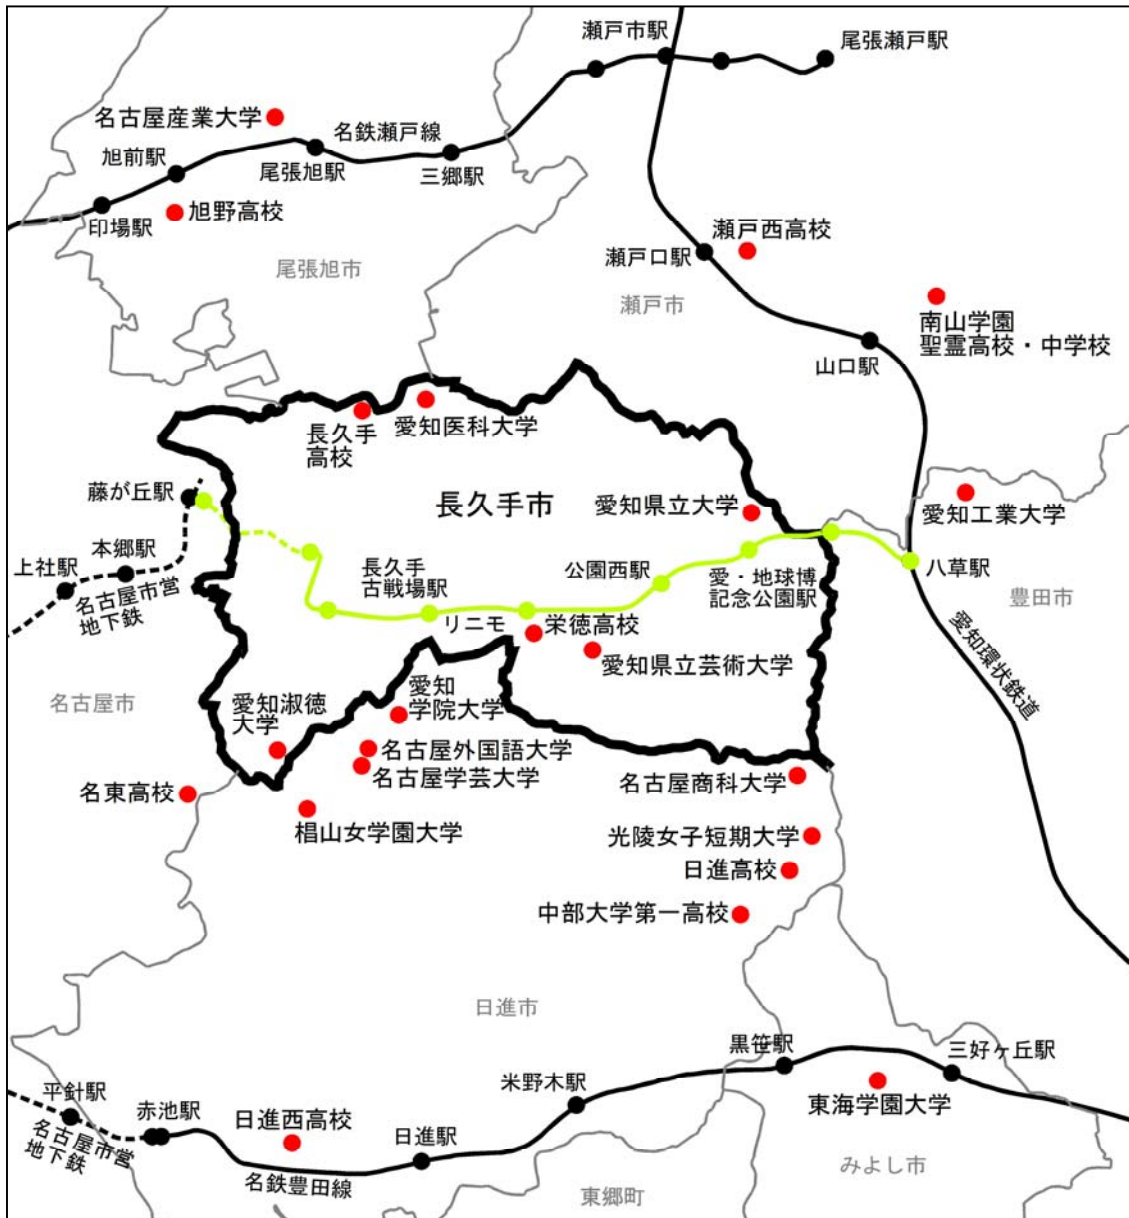 瀬戸市駅
尾張瀬戸駅
名古屋産業大学
名鉄瀬戸線
旭前駅
尾張旭駅
三郷駅
印場駅
旭野高校
瀬戸西高校
瀬戸口駅
尾張旭市
瀬戸市
南山学園
聖霊高校・中学校
山口駅
長久手
高校
愛知医科大学
藤が丘駅
長久手市
愛知県立大学
愛知工業大学
本郷駅
上社駅
名古屋市営
地下鉄
長久手
古戦場駅
公園西駅
愛・地球博
記念公園駅
八草駅
豊田市
リニモ
栄徳高校
愛知県立芸術大学
愛知環状鉄道
名古屋市
愛知淑徳
大学
愛知
学院大学
名古屋外国語大学
名古屋学芸大学
名古屋商科大学
名東高校
椙山女学園大学
光陵女子短期大学
日進高校
中部大学第一高校
日進市
黒笹駅
三好ヶ丘駅
米野木駅
東海学園大学
平針駅
赤池駅
日進西高校
日進駅
名古屋市営
地下鉄
名鉄豊田線
みよし市
東郷町